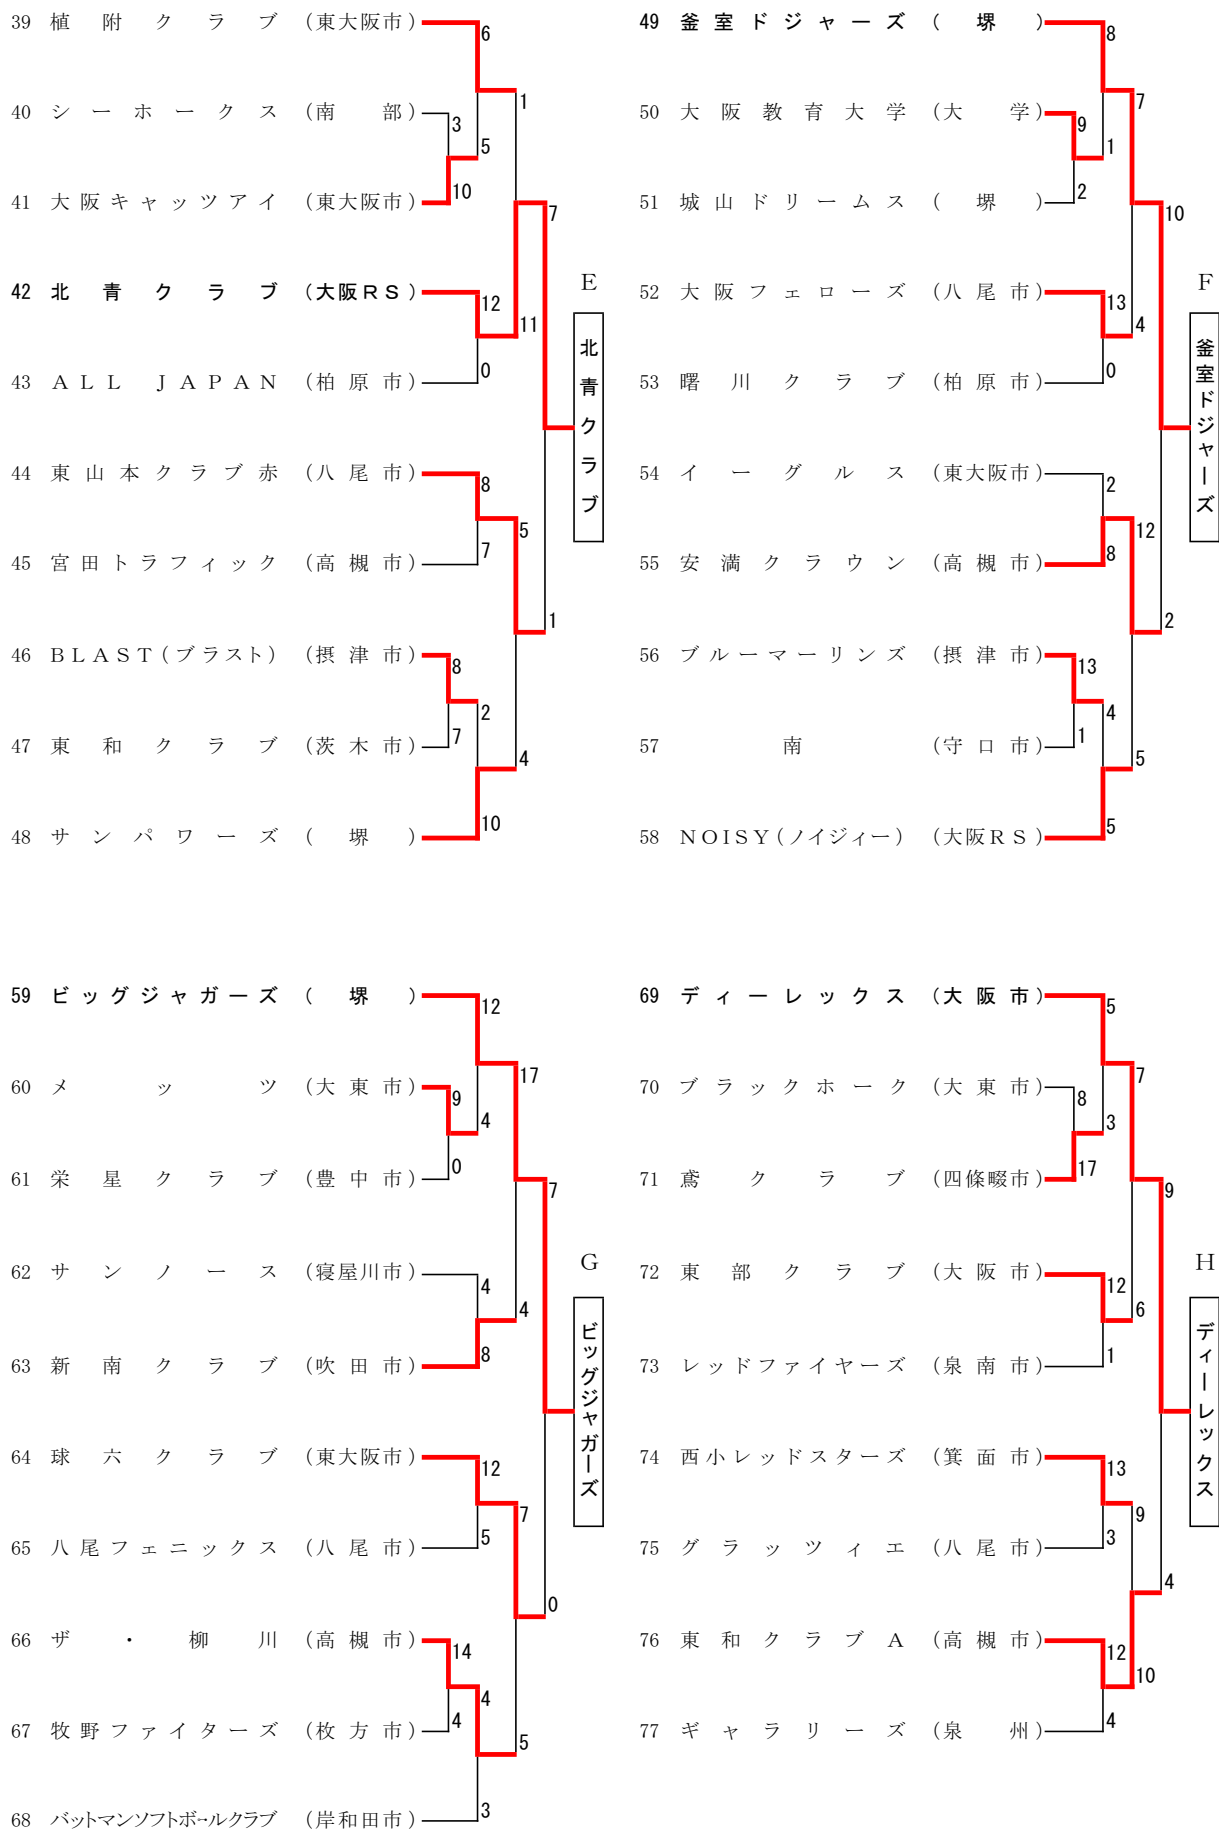 39 植附クラブ (東大阪市)
6
1
40 シーホークス (南部)
3
5
41 大阪キャッツアイ (東大阪市)
10
7
42 北青クラブ (大阪RS)
12
11
43 ALL JAPAN (柏原市)
0
E
北青クラブ
44 東山本クラブ赤 (八尾市)
8
5
45 宮田トラフィック (高槻市)
7
1
46 BLAST(ブラスト) (摂津市)
8
2
47 東和クラブ (茨木市)
7
4
48 サンパワーズ (堺)
10
49 釜室ドジャーズ (堺)
8
7
50 大阪教育大学 (大学)
9
1
51 城山ドリームス (堺)
2
10
52 大阪フェローズ (八尾市)
13
4
53 曙川クラブ (柏原市)
0
F
釜室ドジャーズ
54 イーグルス (東大阪市)
2
12
55 安満クラウン (高槻市)
8
2
56 ブルーマーリンズ (摂津市)
13
4
57 南 (守口市)
1
5
58 NOISY(ノイジィー) (大阪RS)
5
59 ビッグジャガーズ (堺)
12
17
60 メッツ (大東市)
9
4
61 栄星クラブ (豊中市)
0
7
62 サンノース (寝屋川市)
4
4
63 新南クラブ (吹田市)
8
G
ビッグジャガーズ
64 球六クラブ (東大阪市)
12
7
65 八尾フェニックス (八尾市)
5
0
66 ザ・柳川 (高槻市)
14
4
67 牧野ファイターズ (枚方市)
4
5
68 バットマンソフトボールクラブ (岸和田市)
3
69 ディーレックス (大阪市)
5
7
70 ブラックホーク (大東市)
8
3
71 鳶クラブ (四條畷市)
17
9
72 東部クラブ (大阪市)
12
6
73 レッドファイヤーズ (泉南市)
1
H
ディーレックス
74 西小レッドスターズ (箕面市)
13
9
75 グラッツィエ (八尾市)
3
4
76 東和クラブA (高槻市)
12
10
77 ギャラリーズ (泉州)
4